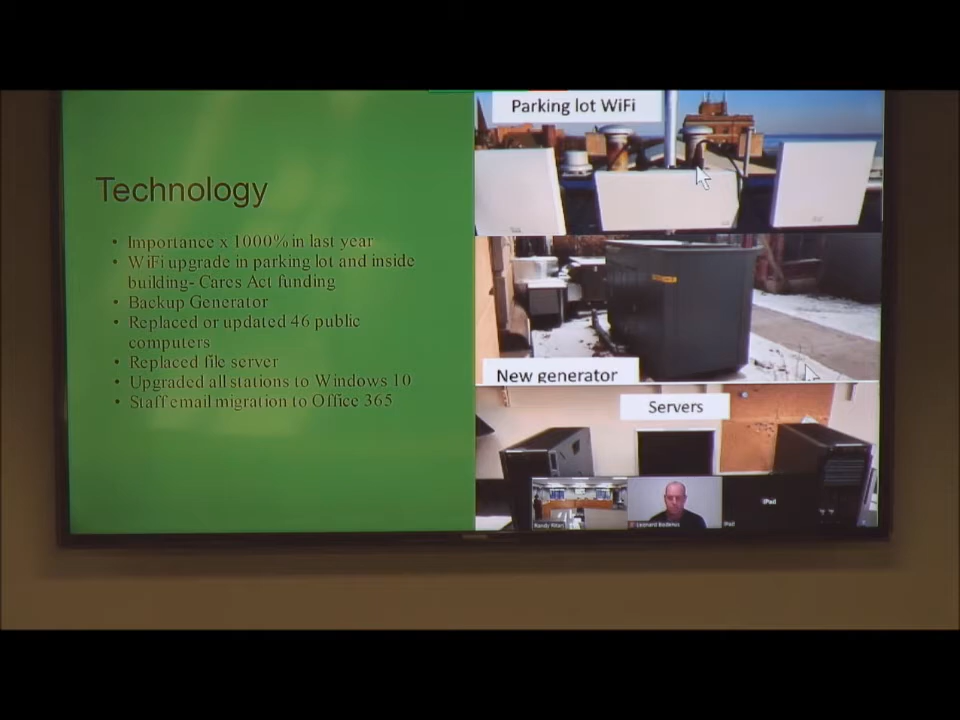 Parking lot WiFi
Technology
• Importance x 1000% in last year
• WiFi upgrade in parking lot and inside
building- Cares Act funding
• Backup Generator
• Replaced or updated 46 public
computers
• Replaced file server
• Upgraded all stations to Windows 10
• Staff email migration to Office 365
New generator
Servers
iPad
Leonard Bodenus
iPad